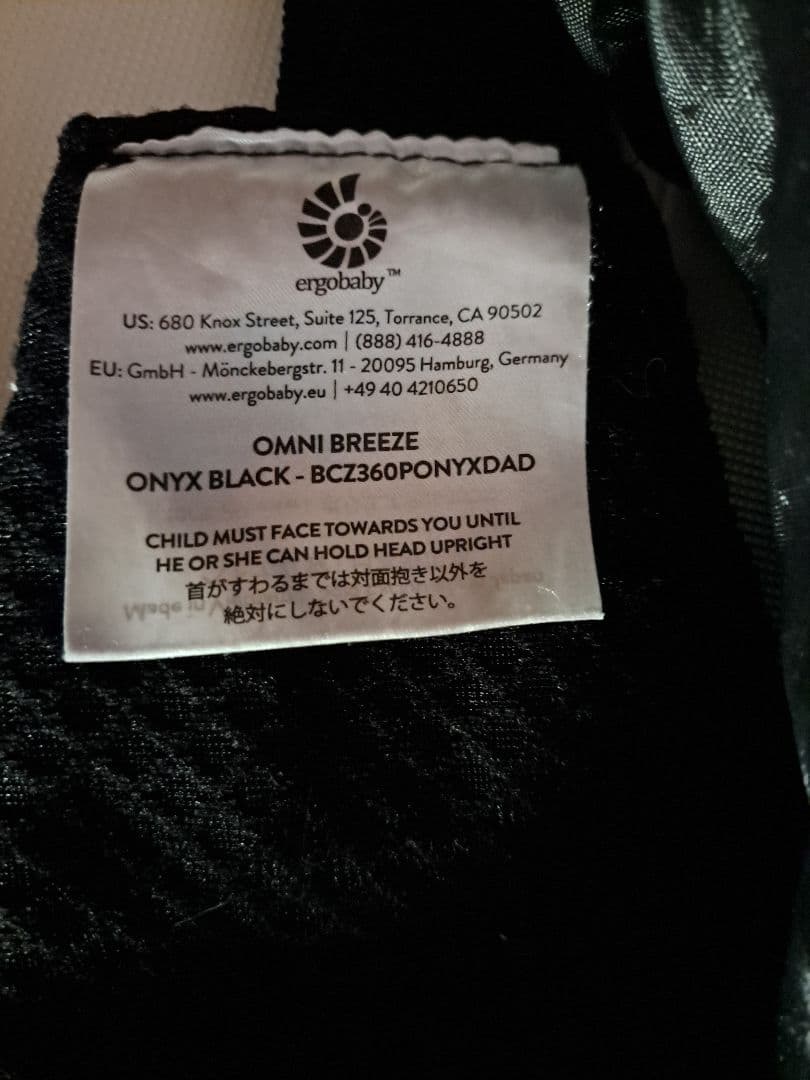 ergobaby™
US: 680 Knox Street, Suite 125, Torrance, CA 90502
www.ergobaby.com | (888) 416-4888
EU: GmbH - Mönckebergstr. 11 - 20095 Hamburg, Germany
www.ergobaby.eu | +49 40 4210650
OMNI BREEZE
ONYX BLACK - BCZ360PONYXDAD
CHILD MUST FACE TOWARDS YOU UNTIL
HE OR SHE CAN HOLD HEAD UPRIGHT
首がすわるまでは対面抱き以外を
絶対にしないでください。